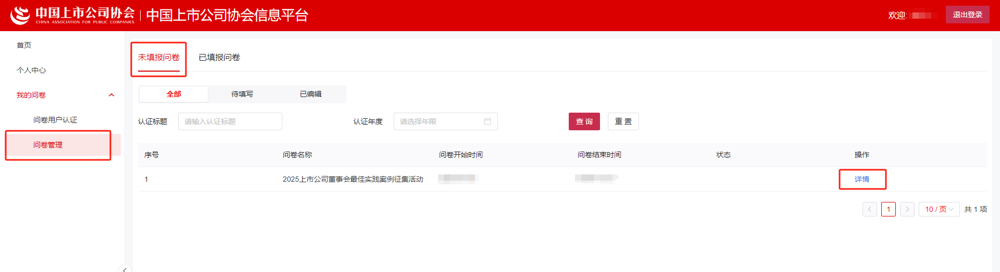 中国上市公司协会
CHINA ASSOCIATION FOR PUBLIC COMPANIES
中国上市公司协会信息平台
欢迎:
退出登录
首页
个人中心
我的问卷
问卷用户认证
问卷管理
未填报问卷 已填报问卷
全部 待填写 已编辑
认证标题 请输入认证标题 认证年度 请选择年限 查 询 重 置
序号 问卷名称 问卷开始时间 问卷结束时间 状态 操作
1 2025上市公司董事会最佳实践案例征集活动 详情
1 10 / 页 共 1 项